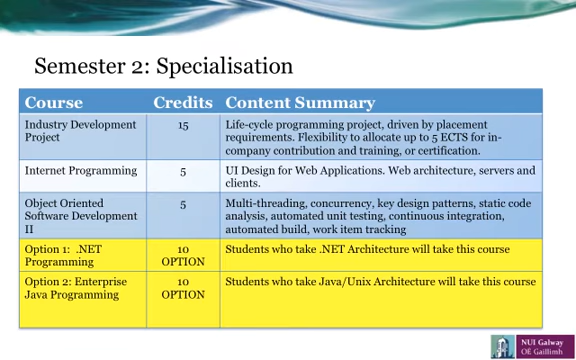 Semester 2: Specialisation
Course Credits Content Summary
Industry Development 15 Life-cycle programming project, driven by placement
Project requirements. Flexibility to allocate up to 5 ECTS for in-
company contribution and training, or certification.
Internet Programming 5 UI Design for Web Applications. Web architecture, servers and
clients.
Object Oriented 5 Multi-threading, concurrency, key design patterns, static code
Software Development analysis, automated unit testing, continuous integration,
II automated build, work item tracking
Option 1: .NET 10 Students who take .NET Architecture will take this course
Programming OPTION
Option 2: Enterprise 10 Students who take Java/Unix Architecture will take this course
Java Programming OPTION
NUI Galway
OÉ Gaillimh